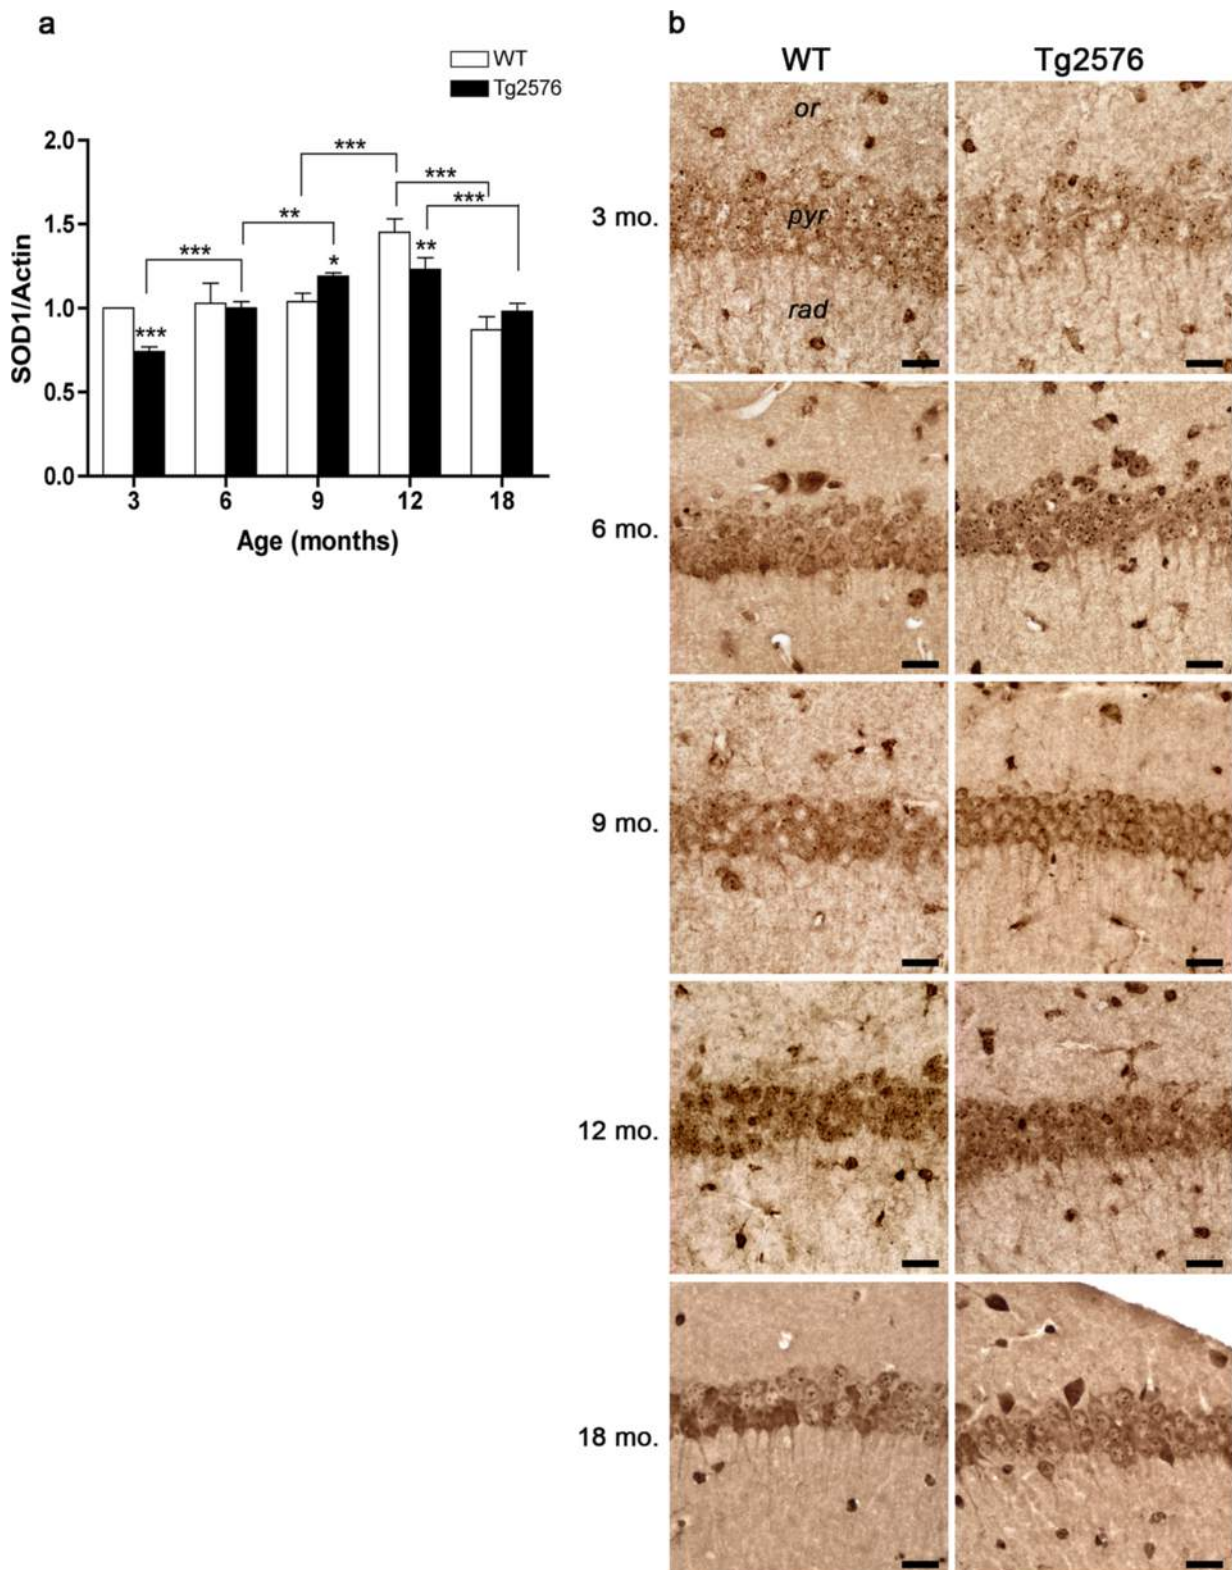 a
WT
Tg2576
2.0
1.5
1.0
0.5
0.0
SOD1/Actin
***
***
***
**
***
*
**
***
3
6
9
12
18
Age (months)
b
WT
Tg2576
or
pyr
rad
3 mo.
6 mo.
9 mo.
12 mo.
18 mo.